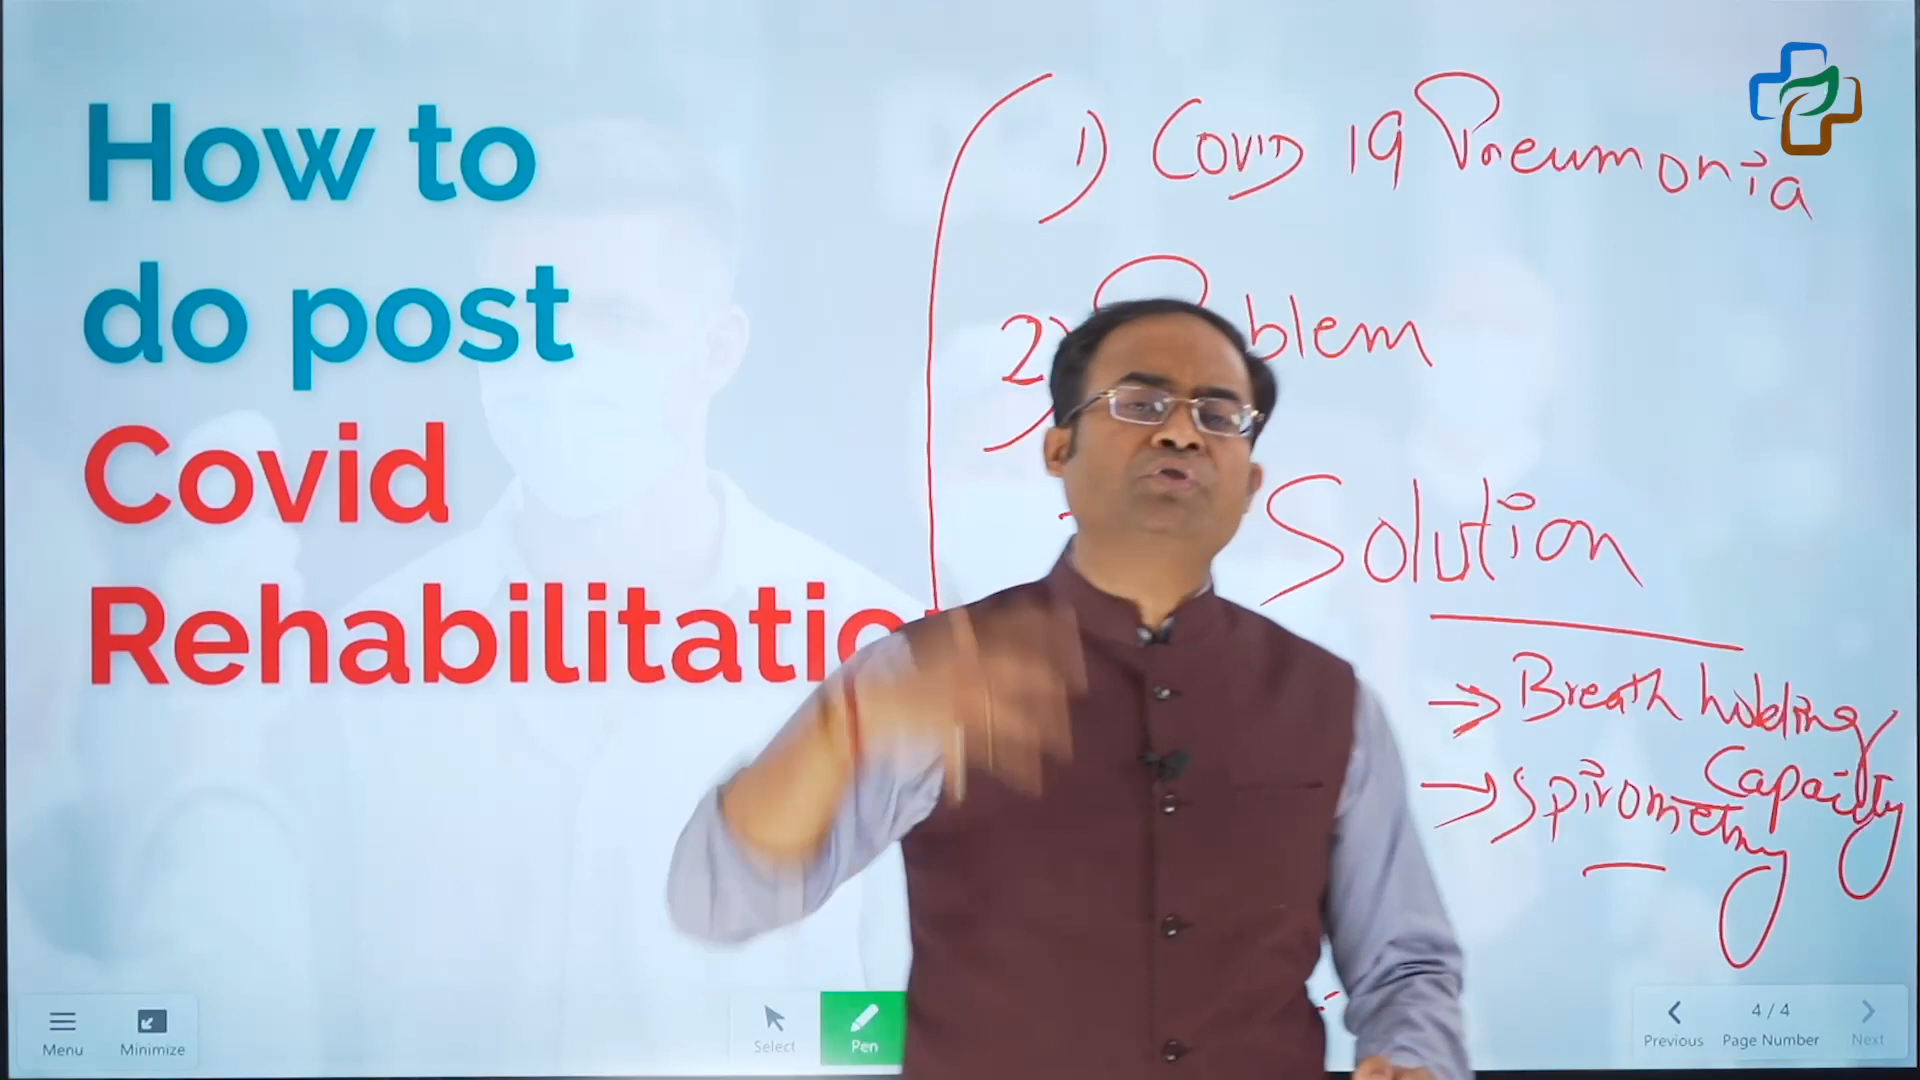 How to
do post
Covid
Rehabilitatio
1) Covid 19 Pneumonia
2) blem
Solution
→ Breath holding
Capacity
→ Spirometry
Menu
Minimize
Select
Pen
Previous
4 / 4
Page Number
Next